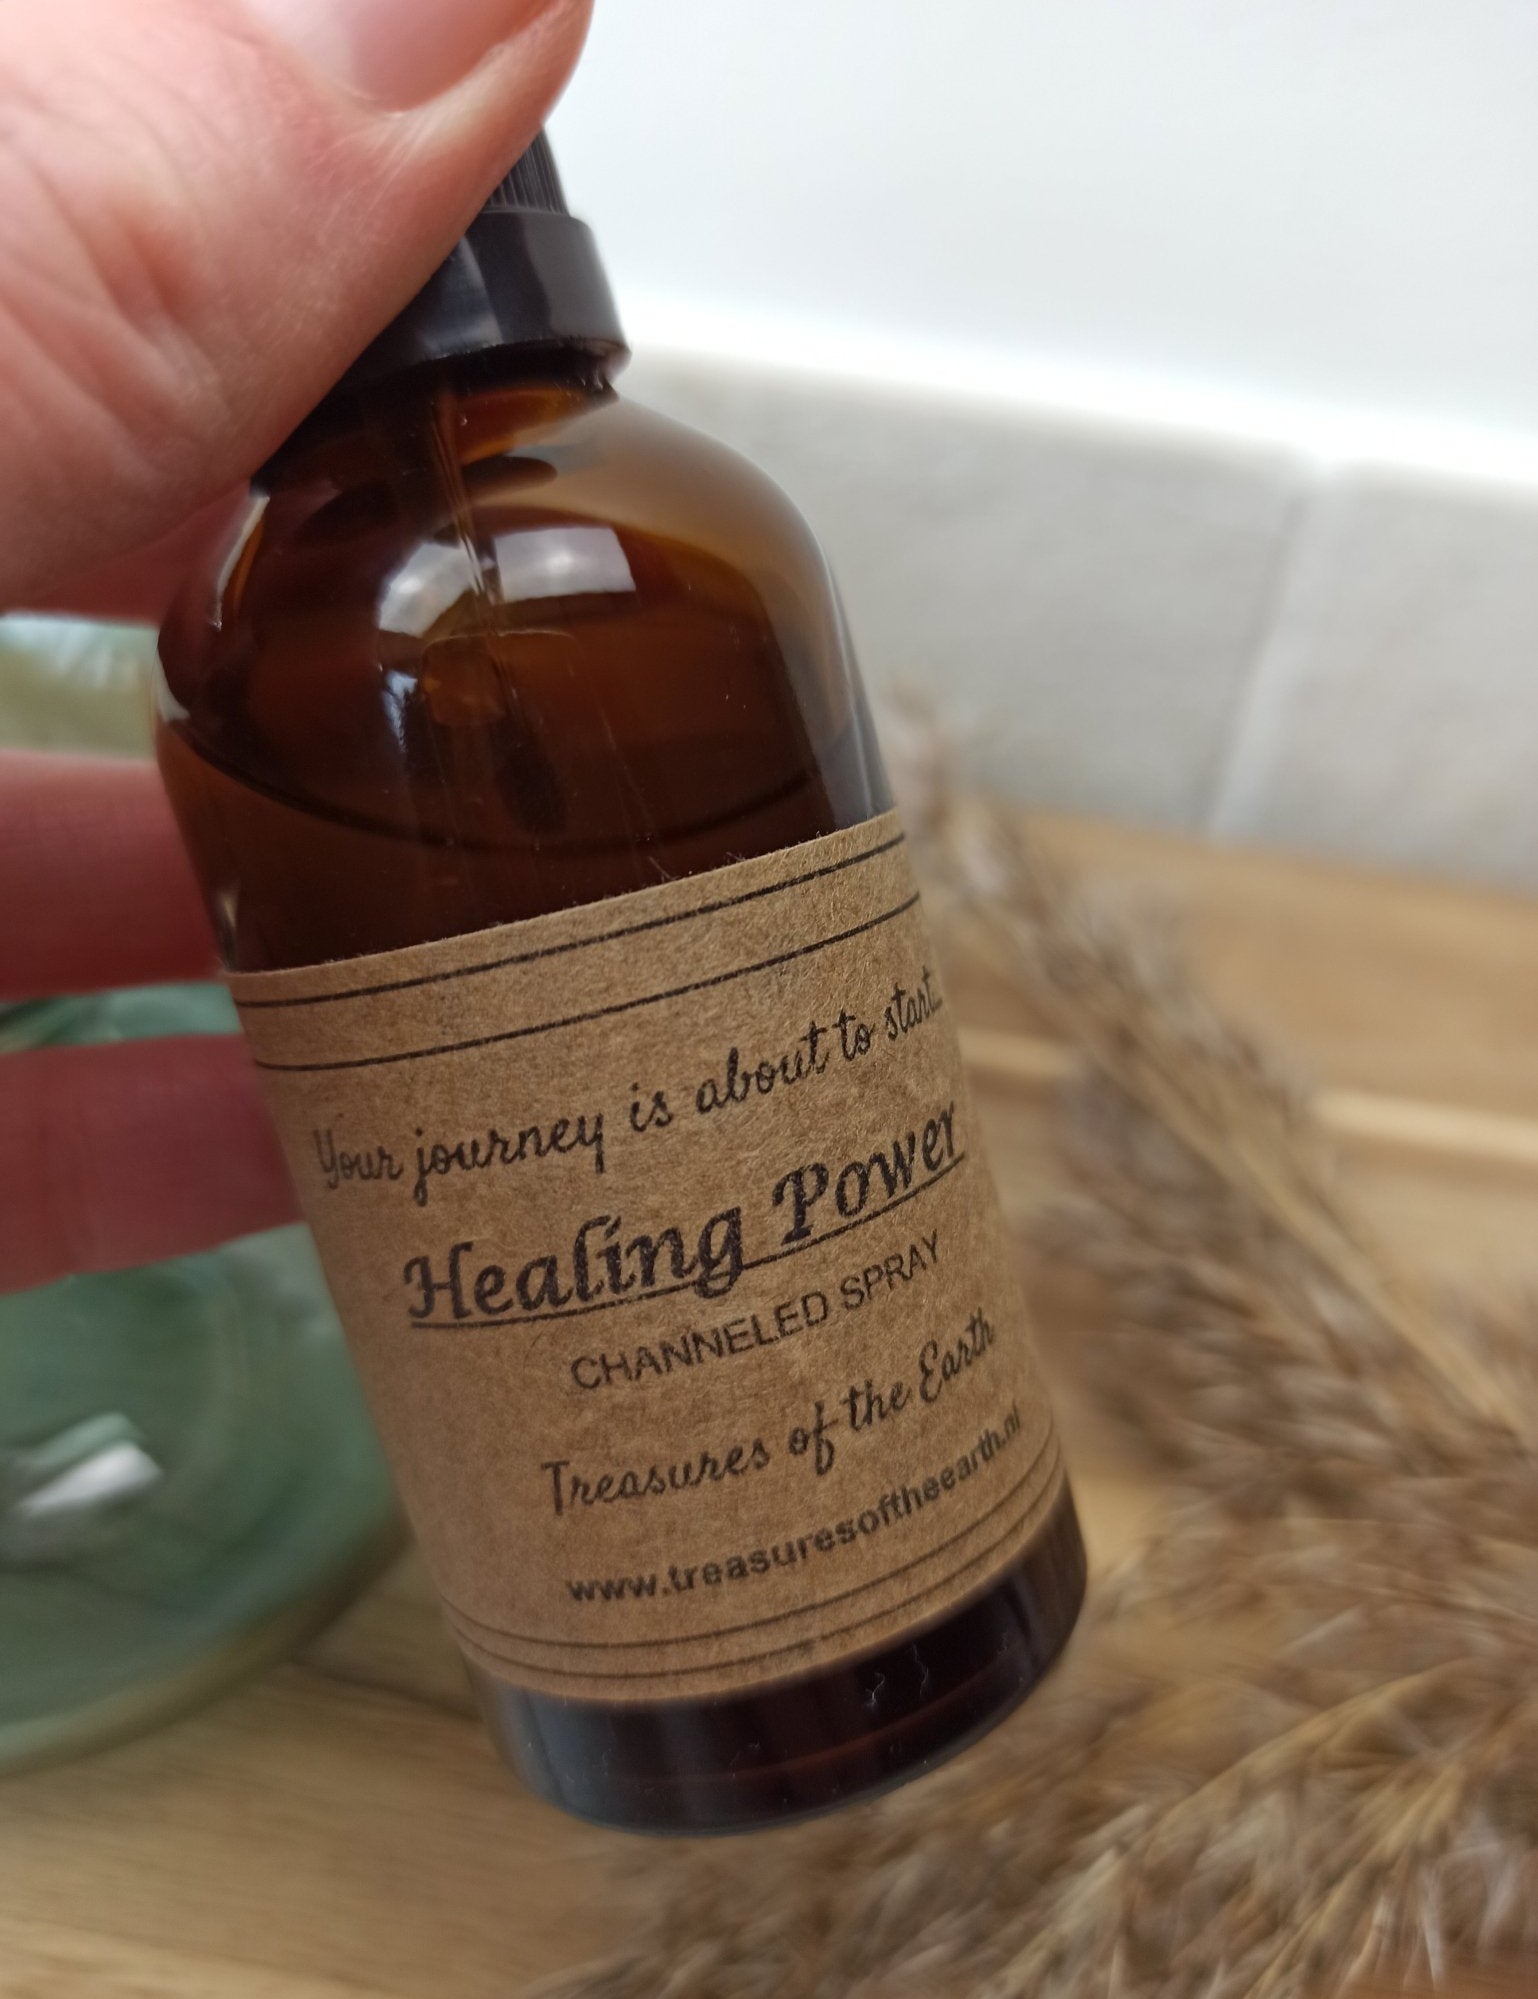 Your journey is about to start...
Healing Power
CHANNELED SPRAY
Treasures of the Earth
www.treasuresoftheearth.nl